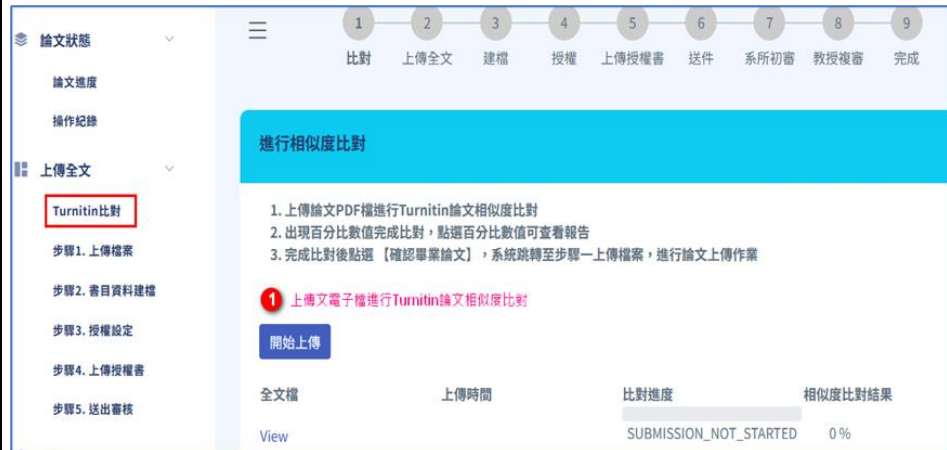 論文狀態
論文進度
操作紀錄
上傳全文
Turnitin比對
步驟1. 上傳檔案
步驟2. 書目資料建檔
步驟3. 授權設定
步驟4. 上傳授權書
步驟5. 送出審核
1 2 3 4 5 6 7 8 9
比對 上傳全文 建檔 授權 上傳授權書 送件 系所初審 教授複審 完成
進行相似度比對
1. 上傳論文PDF檔進行Turnitin論文相似度比對
2. 出現百分比數值完成比對，點選百分比數值可查看報告
3. 完成比對後點選 【確認畢業論文】，系統跳轉至步驟一上傳檔案，進行論文上傳作業
1 上傳文電子檔進行Turnitin論文相似度比對
開始上傳
全文檔 上傳時間 比對進度 相似度比對結果
View SUBMISSION_NOT_STARTED 0 %